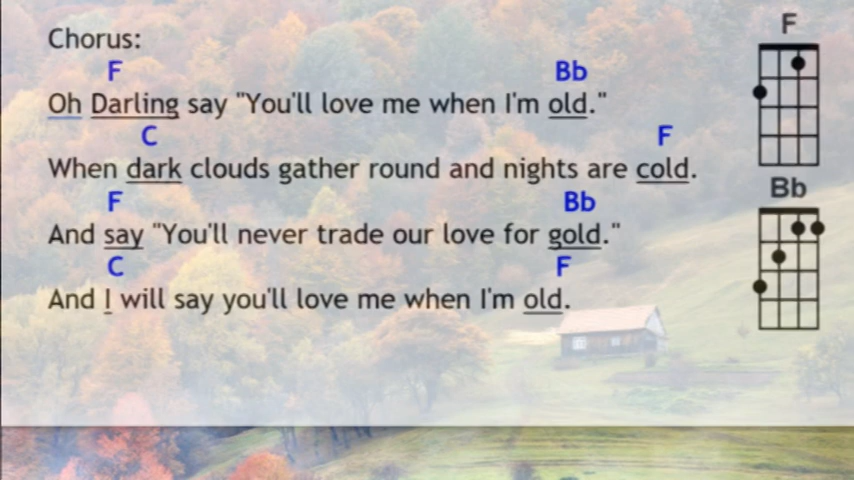 Chorus:
F Bb
Oh Darling say "You'll love me when I'm old."
C F
When dark clouds gather round and nights are cold.
F Bb
And say "You'll never trade our love for gold."
C F
And I will say you'll love me when I'm old.
F
Bb